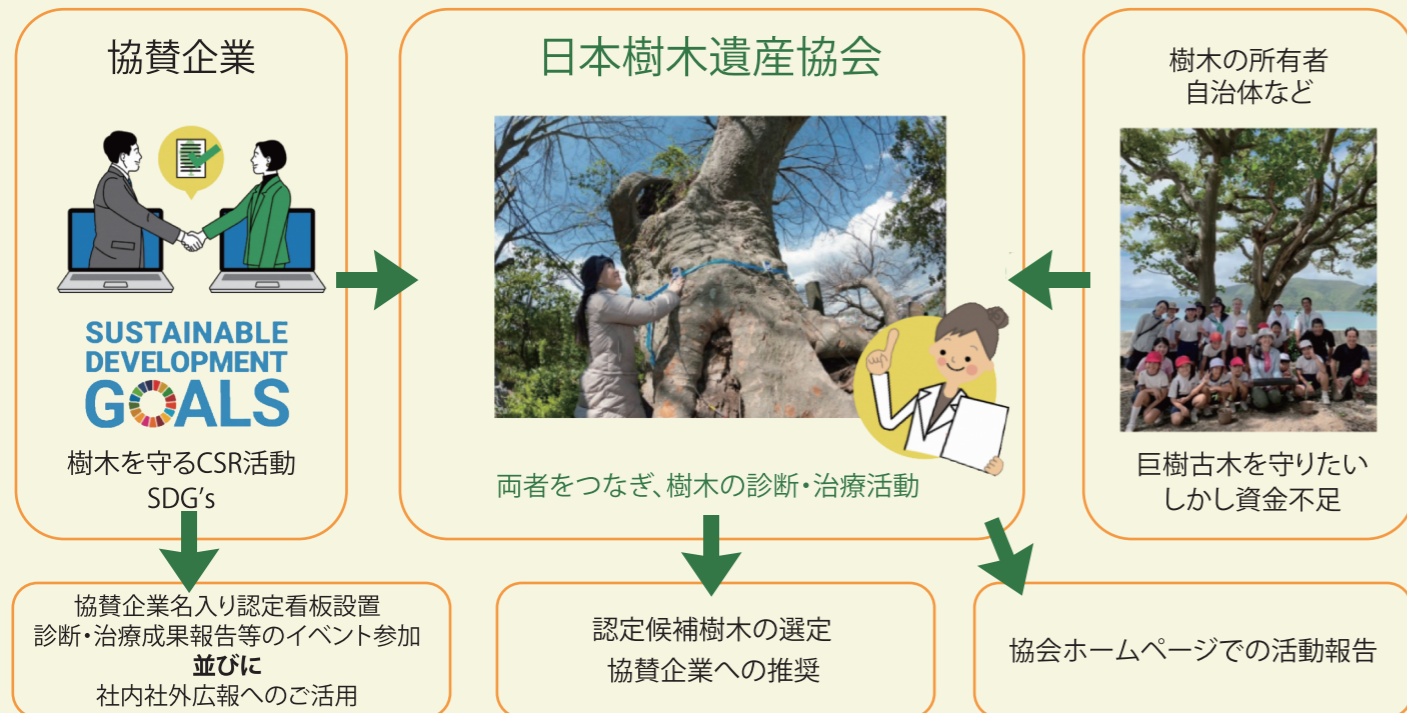 協賛企業
SUSTAINABLE
DEVELOPMENT
GOALS
樹木を守るCSR活動
SDG's
日本樹木遺産協会
両者をつなぎ、樹木の診断・治療活動
樹木の所有者
自治体など
巨樹古木を守りたい
しかし資金不足
協賛企業名入り認定看板設置
診断・治療成果報告等のイベント参加
並びに
社内社外広報へのご活用
認定候補樹木の選定
協賛企業への推奨
協会ホームページでの活動報告